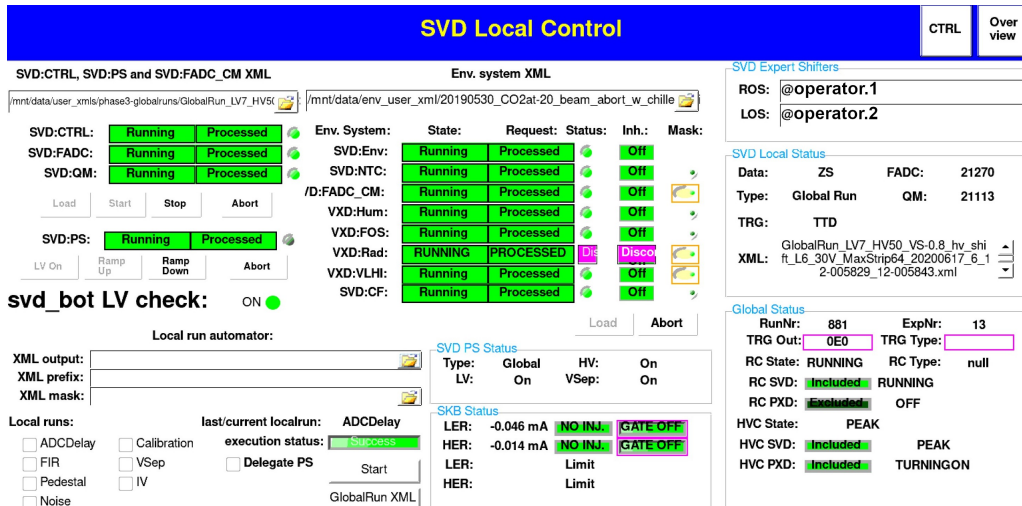 SVD Local Control
CTRL
Over view
SVD:CTRL, SVD:PS and SVD:FADC_CM XML
/mnt/data/user_xmls/phase3-globalruns/GlobalRun_LV7_HV50
Env. system XML
/mnt/data/env_user_xml/20190530_CO2at-20_beam_abort_w_chille
SVD:CTRL: Running Processed
SVD:FADC: Running Processed
SVD:QM: Running Processed
Load Start Stop Abort
SVD:PS: Running Processed
LV On Ramp Up Ramp Down Abort
svd_bot LV check: ON
Env. System: State: Request: Status: Inh.: Mask:
SVD:Env: Running Processed Off
SVD:NTC: Running Processed Off
/D:FADC_CM: Running Processed Off
VXD:Hum: Running Processed Off
VXD:FOS: Running Processed Off
VXD:Rad: RUNNING PROCESSED Dis Disco
VXD:VLHI: Running Processed Off
SVD:CF: Running Processed Off
Load Abort
Local run automator:
XML output:
XML prefix:
XML mask:
Local runs: last/current localrun: ADCDelay
ADCDelay Calibration execution status: Success
FIR VSep Delegate PS Start
Pedestal IV
Noise GlobalRun XML
SVD PS Status
Type: Global HV: On
LV: On VSep: On
SKB Status
LER: -0.046 mA NO INJ. GATE OFF
HER: -0.014 mA NO INJ. GATE OFF
LER: Limit
HER: Limit
SVD Expert Shifters
ROS: @operator.1
LOS: @operator.2
SVD Local Status
Data: ZS FADC: 21270
Type: Global Run QM: 21113
TRG: TTD
XML: GlobalRun_LV7_HV50_VS-0.8_hv_shi
ft_L6_30V_MaxStrip64_20200617_6_1
2-005829_12-005843.xml
Global Status
RunNr: 881 ExpNr: 13
TRG Out: 0E0 TRG Type:
RC State: RUNNING RC Type: null
RC SVD: Included RUNNING
RC PXD: Excluded OFF
HVC State: PEAK
HVC SVD: Included PEAK
HVC PXD: Included TURNINGON